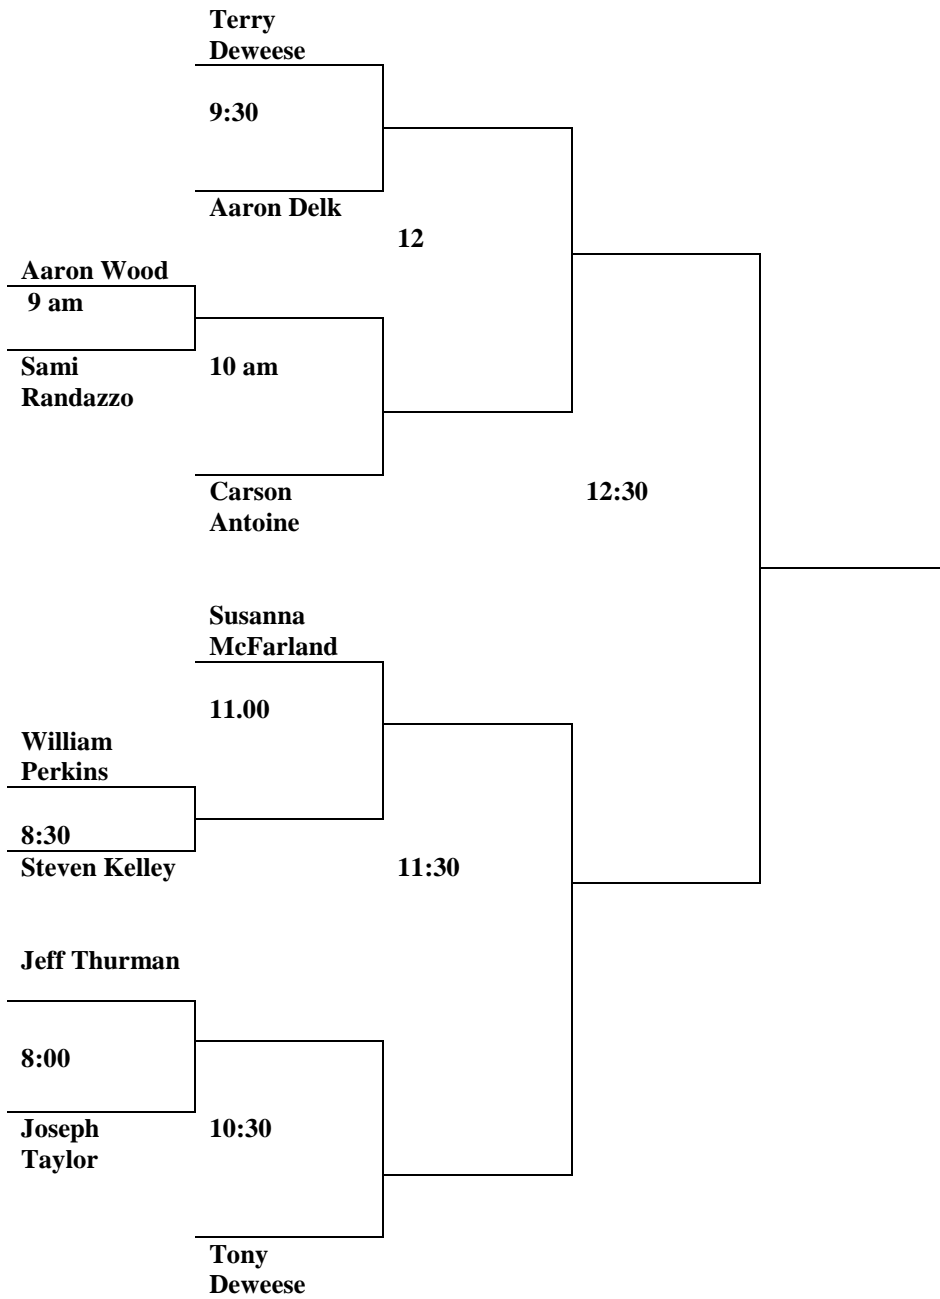 Terry
Deweese
9:30
Aaron Delk
12
Aaron Wood
9 am
Sami
Randazzo
10 am
Carson
Antoine
12:30
Susanna
McFarland
11.00
William
Perkins
8:30
Steven Kelley
11:30
Jeff Thurman
8:00
Joseph
Taylor
10:30
Tony
Deweese